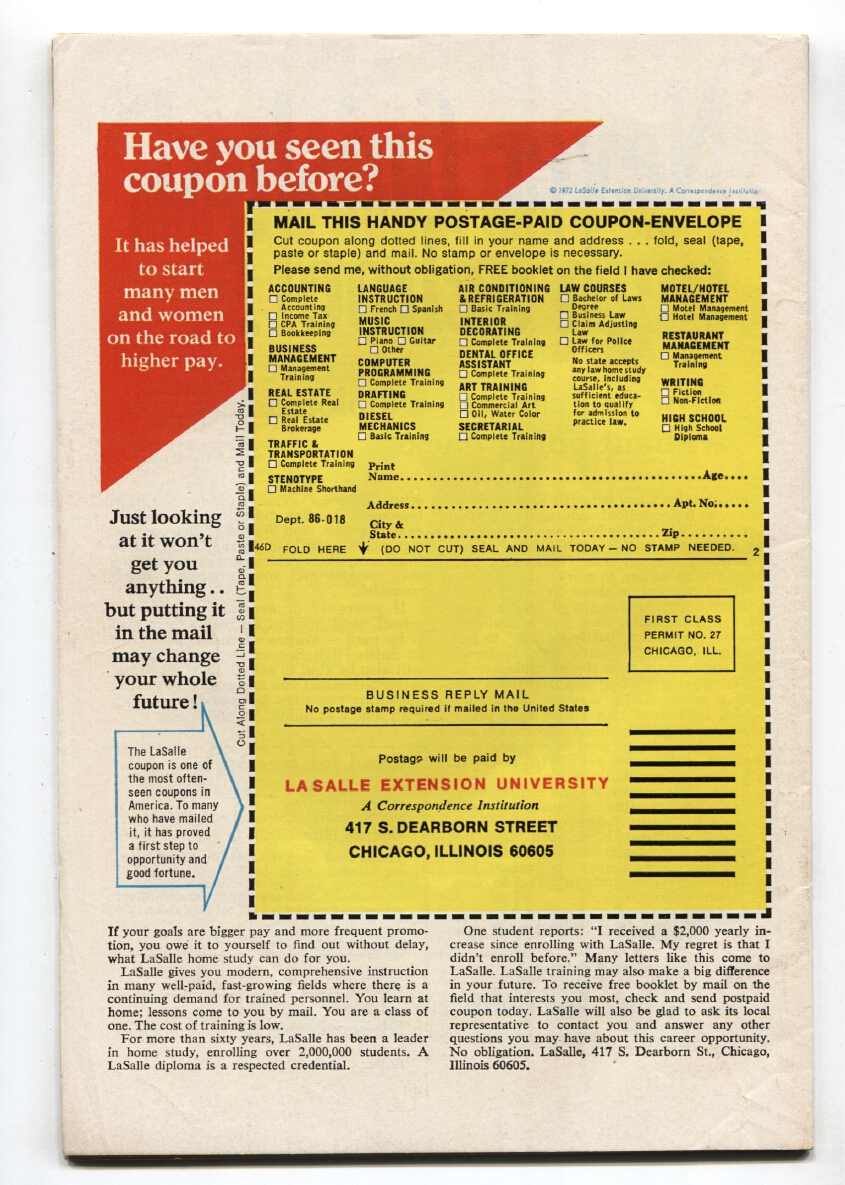 Have you seen this
coupon before?
© 1972 LaSalle Extension University. A Correspondence Institution
It has helped
to start
many men
and women
on the road to
higher pay.
Just looking
at it won't
get you
anything . .
but putting it
in the mail
may change
your whole
future!
The LaSalle
coupon is one of
the most often-
seen coupons in
America. To many
who have mailed
it, it has proved
a first step to
opportunity and
good fortune.
Cut Along Dotted Line — Seal (Tape, Paste or Staple) and Mail Today.
MAIL THIS HANDY POSTAGE-PAID COUPON-ENVELOPE
Cut coupon along dotted lines, fill in your name and address . . . fold, seal (tape,
paste or staple) and mail. No stamp or envelope is necessary.
Please send me, without obligation, FREE booklet on the field I have checked:
ACCOUNTING
☐ Complete
Accounting
☐ Income Tax
☐ CPA Training
☐ Bookkeeping
BUSINESS
MANAGEMENT
☐ Management
Training
REAL ESTATE
☐ Complete Real
Estate
☐ Real Estate
Brokerage
TRAFFIC &
TRANSPORTATION
☐ Complete Training
STENOTYPE
☐ Machine Shorthand
LANGUAGE
INSTRUCTION
☐ French ☐ Spanish
MUSIC
INSTRUCTION
☐ Piano ☐ Guitar
☐ Other
COMPUTER
PROGRAMMING
☐ Complete Training
DRAFTING
☐ Complete Training
DIESEL
MECHANICS
☐ Basic Training
AIR CONDITIONING
& REFRIGERATION
☐ Basic Training
INTERIOR
DECORATING
☐ Complete Training
DENTAL OFFICE
ASSISTANT
☐ Complete Training
ART TRAINING
☐ Complete Training
☐ Commercial Art
☐ Oil, Water Color
SECRETARIAL
☐ Complete Training
LAW COURSES
☐ Bachelor of Laws
Degree
☐ Business Law
☐ Claim Adjusting
Law
☐ Law for Police
Officers
No state accepts
any law home study
course, including
LaSalle's, as
sufficient educa-
tion to qualify
for admission to
practice law.
MOTEL/HOTEL
MANAGEMENT
☐ Motel Management
☐ Hotel Management
RESTAURANT
MANAGEMENT
☐ Management
Training
WRITING
☐ Fiction
☐ Non-Fiction
HIGH SCHOOL
☐ High School
Diploma
Print
Name.................................................Age....
Address.............................................Apt. No......
Dept. 86-018
City &
State.............................................Zip..........
46D FOLD HERE ↓ (DO NOT CUT) SEAL AND MAIL TODAY — NO STAMP NEEDED. 2
FIRST CLASS
PERMIT NO. 27
CHICAGO, ILL.
BUSINESS REPLY MAIL
No postage stamp required if mailed in the United States
Postage will be paid by
LA SALLE EXTENSION UNIVERSITY
A Correspondence Institution
417 S. DEARBORN STREET
CHICAGO, ILLINOIS 60605
If your goals are bigger pay and more frequent promo-
tion, you owe it to yourself to find out without delay,
what LaSalle home study can do for you.
LaSalle gives you modern, comprehensive instruction
in many well-paid, fast-growing fields where there is a
continuing demand for trained personnel. You learn at
home; lessons come to you by mail. You are a class of
one. The cost of training is low.
For more than sixty years, LaSalle has been a leader
in home study, enrolling over 2,000,000 students. A
LaSalle diploma is a respected credential.
One student reports: "I received a $2,000 yearly in-
crease since enrolling with LaSalle. My regret is that I
didn't enroll before." Many letters like this come to
LaSalle. LaSalle training may also make a big difference
in your future. To receive free booklet by mail on the
field that interests you most, check and send postpaid
coupon today. LaSalle will also be glad to ask its local
representative to contact you and answer any other
questions you may have about this career opportunity.
No obligation. LaSalle, 417 S. Dearborn St., Chicago,
Illinois 60605.